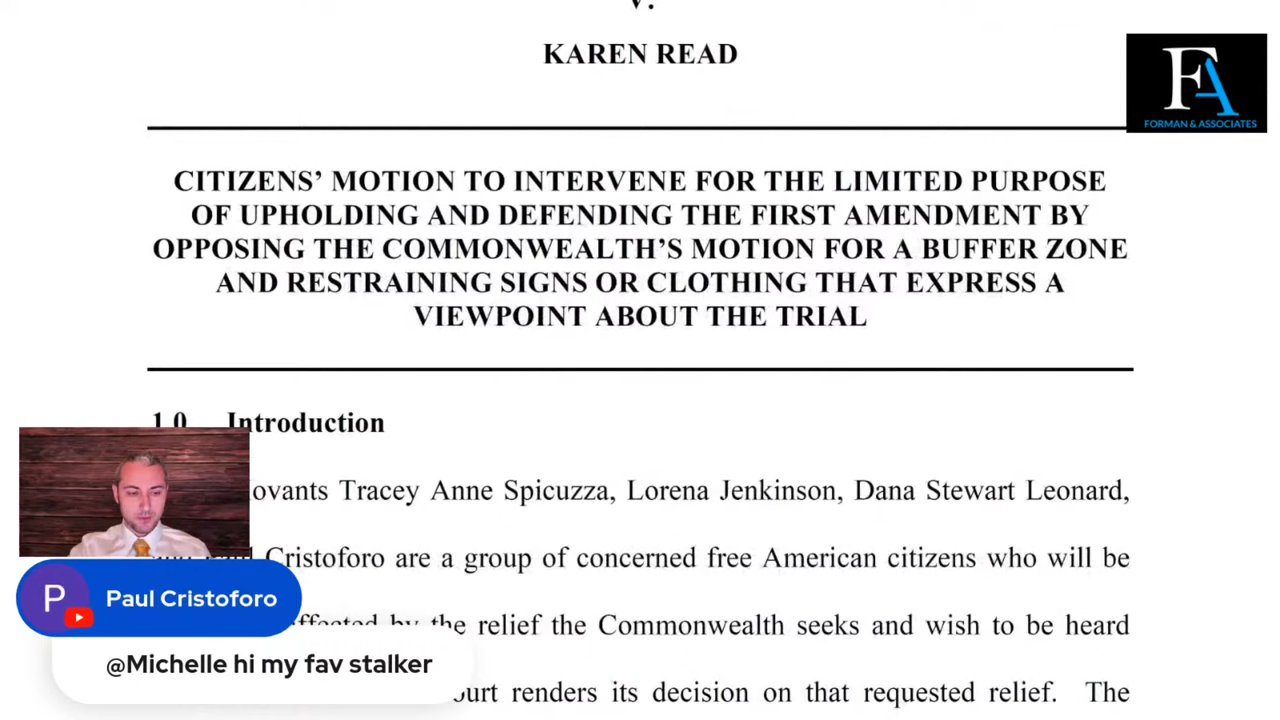 V.
KAREN READ
FA
FORMAN & ASSOCIATES
CITIZENS’ MOTION TO INTERVENE FOR THE LIMITED PURPOSE
OF UPHOLDING AND DEFENDING THE FIRST AMENDMENT BY
OPPOSING THE COMMONWEALTH’S MOTION FOR A BUFFER ZONE
AND RESTRAINING SIGNS OR CLOTHING THAT EXPRESS A
VIEWPOINT ABOUT THE TRIAL
1.0 Introduction
Tracey Anne Spicuzza, Lorena Jenkinson, Dana Stewart Leonard,
Cristoforo are a group of concerned free American citizens who will be
affected by the relief the Commonwealth seeks and wish to be heard
renders its decision on that requested relief. The
P
Paul Cristoforo
@Michelle hi my fav stalker